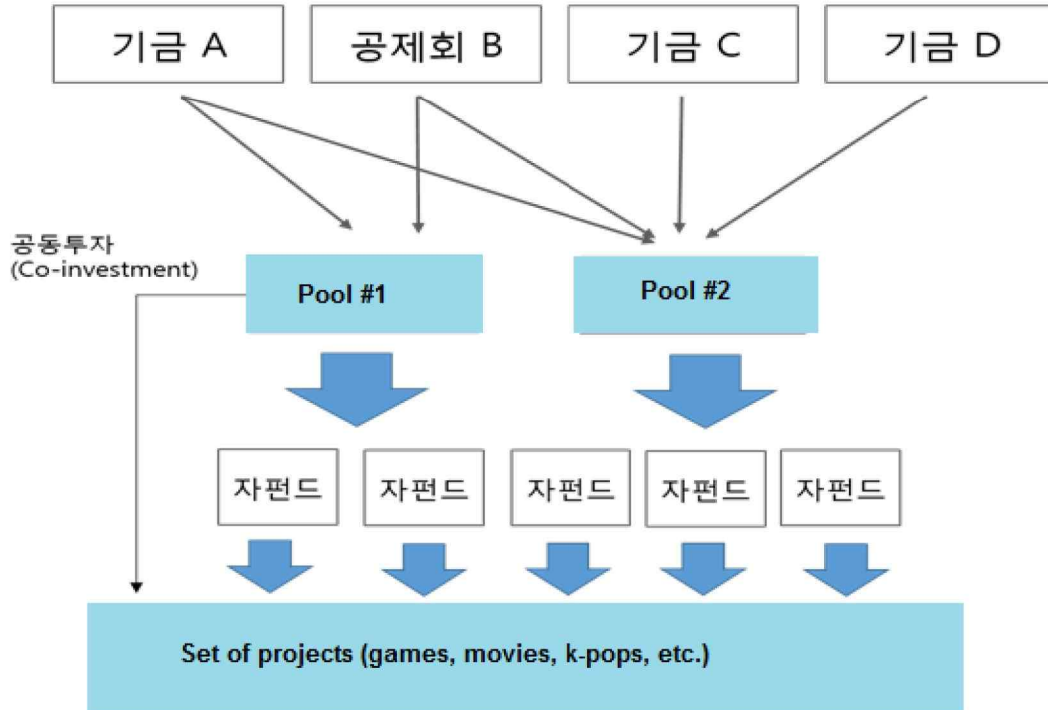 기금 A
공제회 B
기금 C
기금 D
공동투자
(Co-investment)
Pool #1
Pool #2
자펀드
자펀드
자펀드
자펀드
자펀드
Set of projects (games, movies, k-pops, etc.)